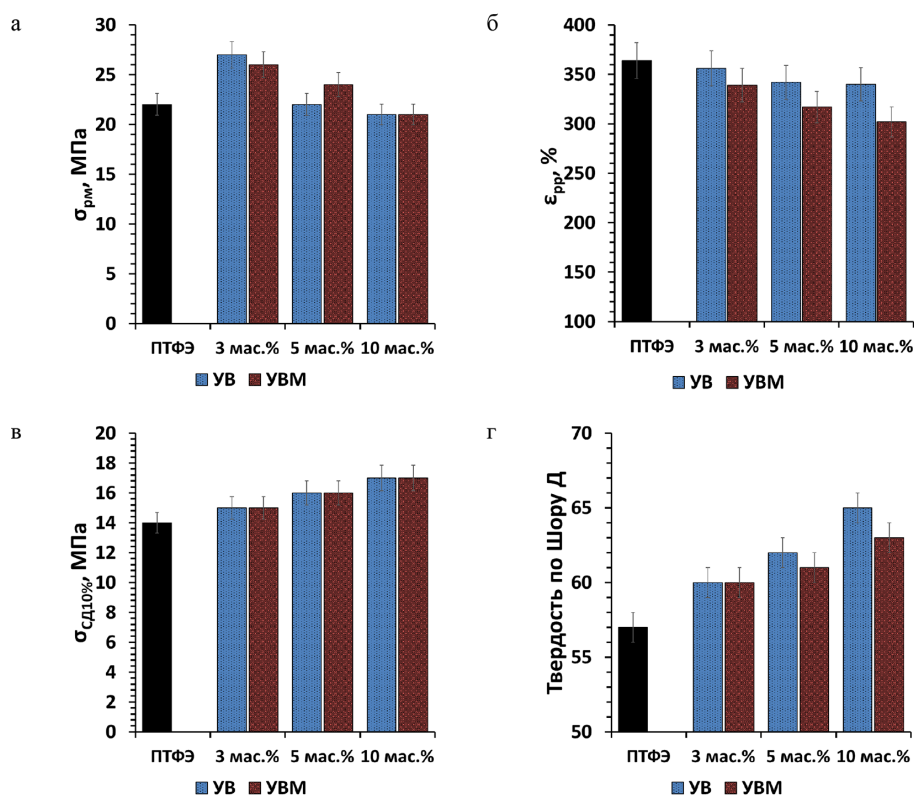 а
σрм, МПа
30
25
20
15
10
5
0
ПТФЭ 3 мас.% 5 мас.% 10 мас.%
УВ УВМ
б
εрр, %
400
350
300
250
200
150
100
ПТФЭ 3 мас.% 5 мас.% 10 мас.%
УВ УВМ
в
σСД10%, МПа
20
18
16
14
12
10
8
6
4
2
0
ПТФЭ 3 мас.% 5 мас.% 10 мас.%
УВ УВМ
г
Твердость по Шору Д
70
65
60
55
50
ПТФЭ 3 мас.% 5 мас.% 10 мас.%
УВ УВМ